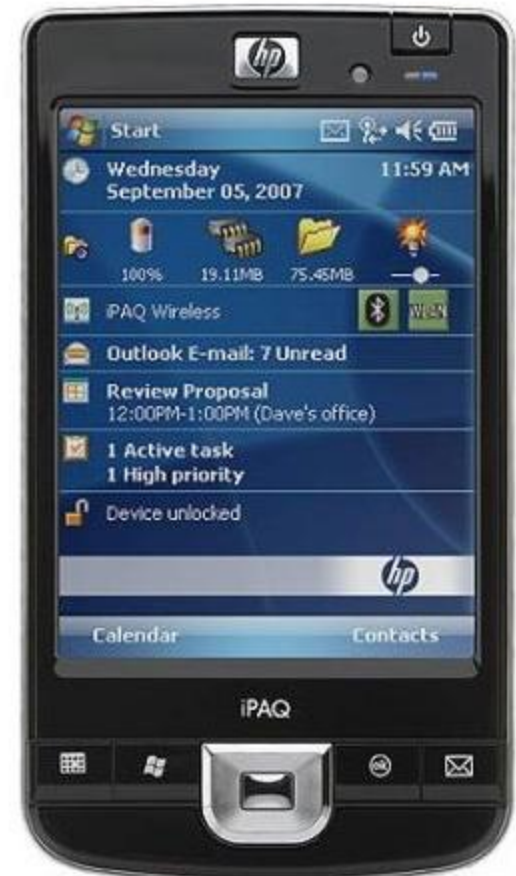 hp
Start
Wednesday 11:59 AM
September 05, 2007
100% 19.11MB 75.45MB
iPAQ Wireless WLAN
Outlook E-mail: 7 Unread
Review Proposal
12:00PM-1:00PM (Dave's office)
1 Active task
1 High priority
Device unlocked
hp
Calendar Contacts
iPAQ
ok